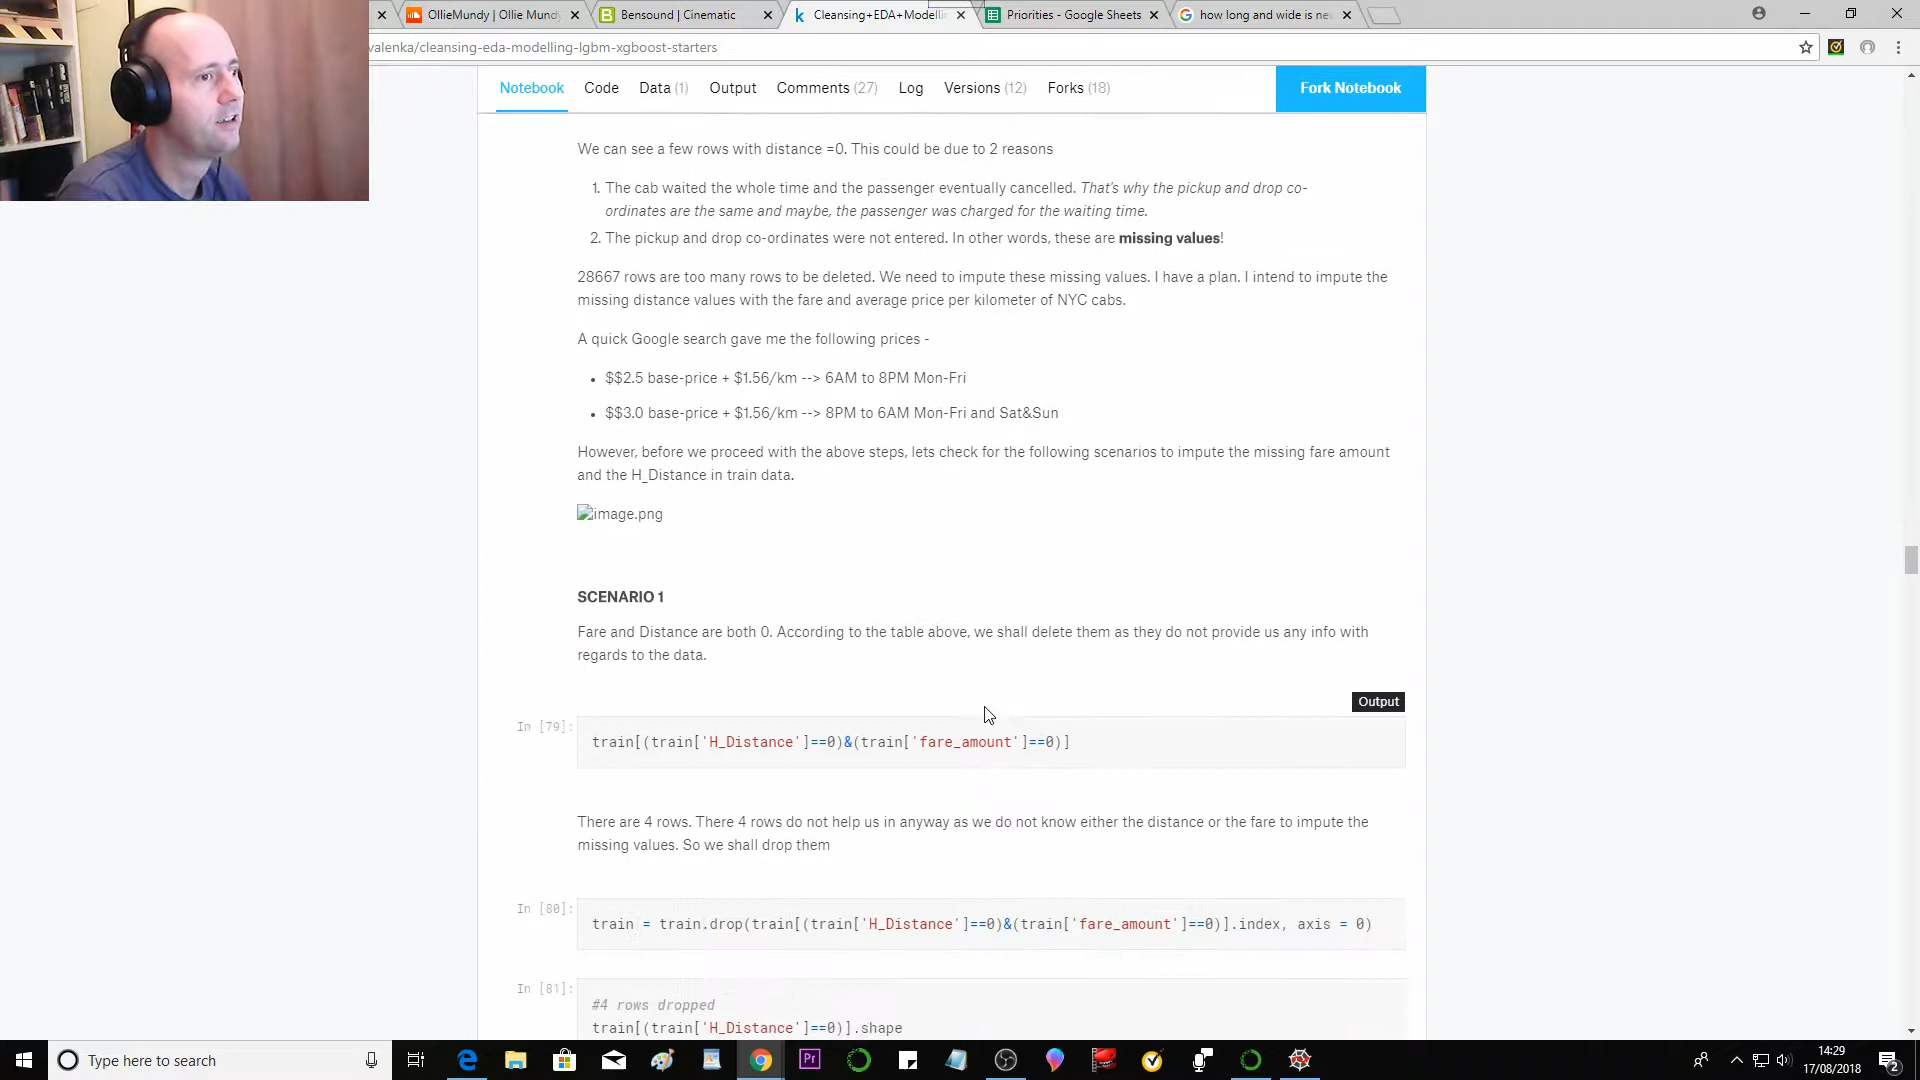 OllieMundy | Ollie Mund
Bensound | Cinematic
Cleansing+EDA+Modellin
Priorities - Google Sheets
how long and wide is ne
valenka/cleansing-eda-modelling-lgbm-xgboost-starters
Notebook Code Data (1) Output Comments (27) Log Versions (12) Forks (18) Fork Notebook
We can see a few rows with distance =0. This could be due to 2 reasons
1. The cab waited the whole time and the passenger eventually cancelled. That's why the pickup and drop co-
ordinates are the same and maybe, the passenger was charged for the waiting time.
2. The pickup and drop co-ordinates were not entered. In other words, these are missing values!
28667 rows are too many rows to be deleted. We need to impute these missing values. I have a plan. I intend to impute the
missing distance values with the fare and average price per kilometer of NYC cabs.
A quick Google search gave me the following prices -
• $$2.5 base-price + $1.56/km --> 6AM to 8PM Mon-Fri
• $$3.0 base-price + $1.56/km --> 8PM to 6AM Mon-Fri and Sat&Sun
However, before we proceed with the above steps, lets check for the following scenarios to impute the missing fare amount
and the H_Distance in train data.
image.png
SCENARIO 1
Fare and Distance are both 0. According to the table above, we shall delete them as they do not provide us any info with
regards to the data.
Output
In [79]:
train[(train['H_Distance']==0)&(train['fare_amount']==0)]
There are 4 rows. There 4 rows do not help us in anyway as we do not know either the distance or the fare to impute the
missing values. So we shall drop them
In [80]:
train = train.drop(train[(train['H_Distance']==0)&(train['fare_amount']==0)].index, axis = 0)
In [81]:
#4 rows dropped
train[(train['H_Distance']==0)].shape
Type here to search
Pr
14:29
17/08/2018
2